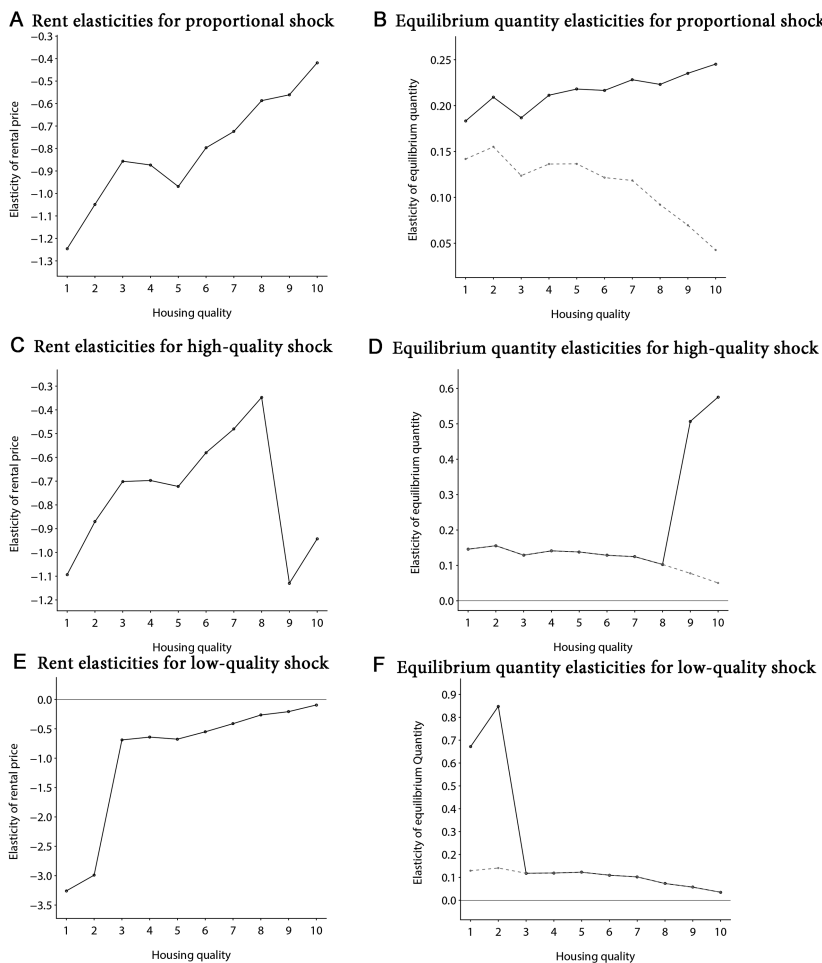 A Rent elasticities for proportional shock
−0.3
−0.4
−0.5
−0.6
−0.7
−0.8
−0.9
−1.0
−1.1
−1.2
−1.3
Elasticity of rental price
1 2 3 4 5 6 7 8 9 10
Housing quality
B Equilibrium quantity elasticities for proportional shock
0.25
0.20
0.15
0.10
0.05
Elasticity of equilibrium quantity
1 2 3 4 5 6 7 8 9 10
Housing quality
C Rent elasticities for high-quality shock
−0.3
−0.4
−0.5
−0.6
−0.7
−0.8
−0.9
−1.0
−1.1
−1.2
Elasticity of rental price
1 2 3 4 5 6 7 8 9 10
Housing quality
D Equilibrium quantity elasticities for high-quality shock
0.6
0.5
0.4
0.3
0.2
0.1
0.0
Elasticity of equilibrium quantity
1 2 3 4 5 6 7 8 9 10
Housing quality
E Rent elasticities for low-quality shock
0.0
−0.5
−1.0
−1.5
−2.0
−2.5
−3.0
−3.5
Elasticity of rental price
1 2 3 4 5 6 7 8 9 10
Housing quality
F Equilibrium quantity elasticities for low-quality shock
0.9
0.8
0.7
0.6
0.5
0.4
0.3
0.2
0.1
0.0
Elasticity of equilibrium Quantity
1 2 3 4 5 6 7 8 9 10
Housing quality